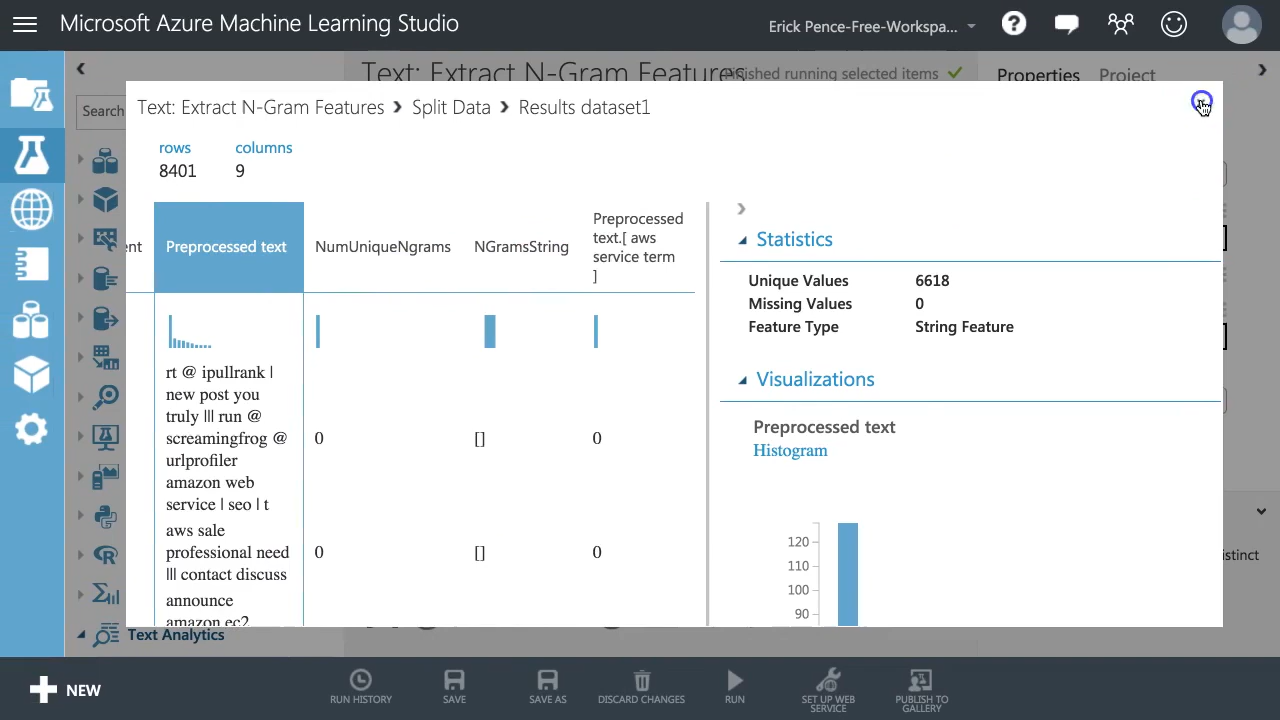 Microsoft Azure Machine Learning Studio
Erick Pence-Free-Workspa...
Text: Extract N-Gram Features
Finished running selected items
Properties Project
Search
Text: Extract N-Gram Features > Split Data > Results dataset1
rows columns
8401 9
ent
Preprocessed text
NumUniqueNgrams
NGramsString
Preprocessed
text.[ aws
service term
]
rt @ ipullrank |
new post you
truly ||| run @
screamingfrog @
urlprofiler
amazon web
service | seo | t
0 [] 0
aws sale
professional need
||| contact discuss
0 [] 0
announce
amazon ec2
Statistics
Unique Values 6618
Missing Values 0
Feature Type String Feature
Visualizations
Preprocessed text
Histogram
120
110
100
90
istinct
Text Analytics
NEW
RUN HISTORY
SAVE
SAVE AS
DISCARD CHANGES
RUN
SET UP WEB
SERVICE
PUBLISH TO
GALLERY